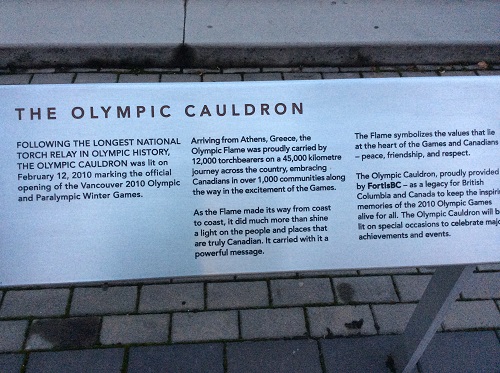 THE OLYMPIC CAULDRON
FOLLOWING THE LONGEST NATIONAL
TORCH RELAY IN OLYMPIC HISTORY,
THE OLYMPIC CAULDRON was lit on
February 12, 2010 marking the official
opening of the Vancouver 2010 Olympic
and Paralympic Winter Games.
Arriving from Athens, Greece, the
Olympic Flame was proudly carried by
12,000 torchbearers on a 45,000 kilometre
journey across the country, embracing
Canadians in over 1,000 communities along
the way in the excitement of the Games.
As the Flame made its way from coast
to coast, it did much more than shine
a light on the people and places that
are truly Canadian. It carried with it a
powerful message.
The Flame symbolizes the values that lie
at the heart of the Games and Canadians
– peace, friendship, and respect.
The Olympic Cauldron, proudly provided
by FortisBC – as a legacy for British
Columbia and Canada to keep the inspiri
memories of the 2010 Olympic Games
alive for all. The Olympic Cauldron will b
lit on special occasions to celebrate majo
achievements and events.